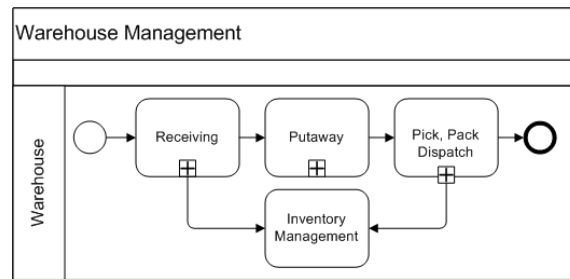 Warehouse Management
Warehouse
Receiving
Putaway
Pick, Pack
Dispatch
Inventory
Management